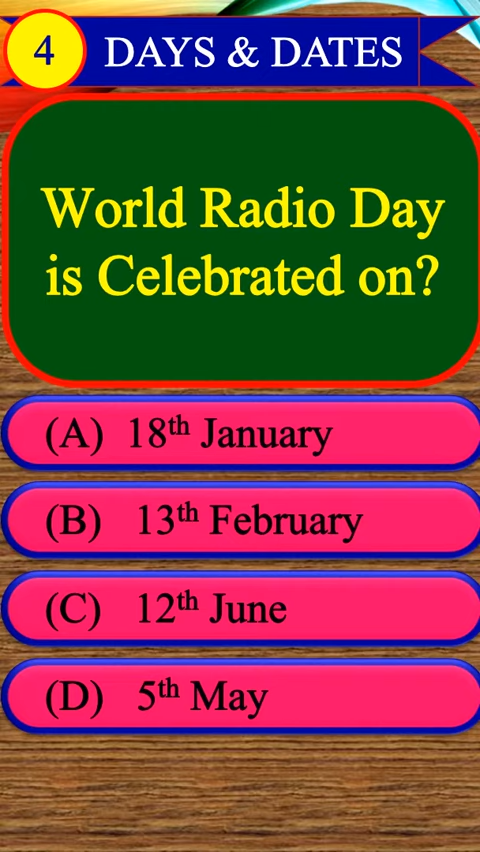 4 DAYS & DATES
World Radio Day
is Celebrated on?
(A) 18th January
(B) 13th February
(C) 12th June
(D) 5th May